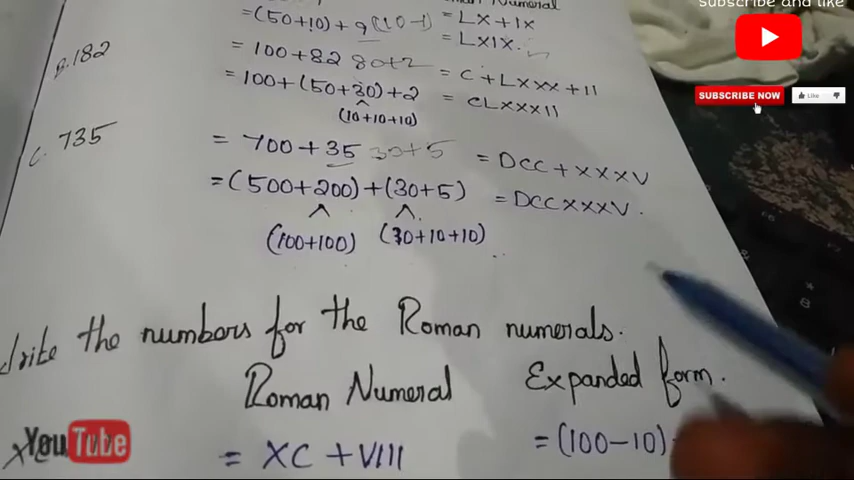 Subscribe and like
Roman Numeral
=(50+10)+9(10-1) =LX+IX
=LXIX.
B. 182 =100+82 80+2 =C+LXXX+II
=100+(50+30)+2 =CLXXXII
(10+10+10)
SUBSCRIBE NOW Like
C. 735 =700+35 30+5 =DCC+XXXV
=(500+200)+(30+5) =DCCXXXV.
(100+100) (30+10+10)
Write the numbers for the Roman numerals.
Roman Numeral Expanded form.
=XC+VIII =(100-10)
YouTube